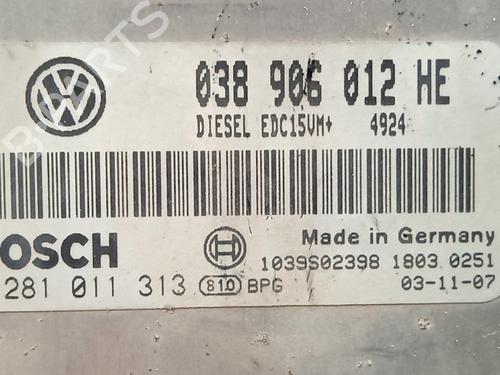 038 906 012 HE
DIESEL EDC15VM+ 4924
OSCH
Made in Germany
1039S02398 1803 0251
281 011 313 810 BPG
03-11-07